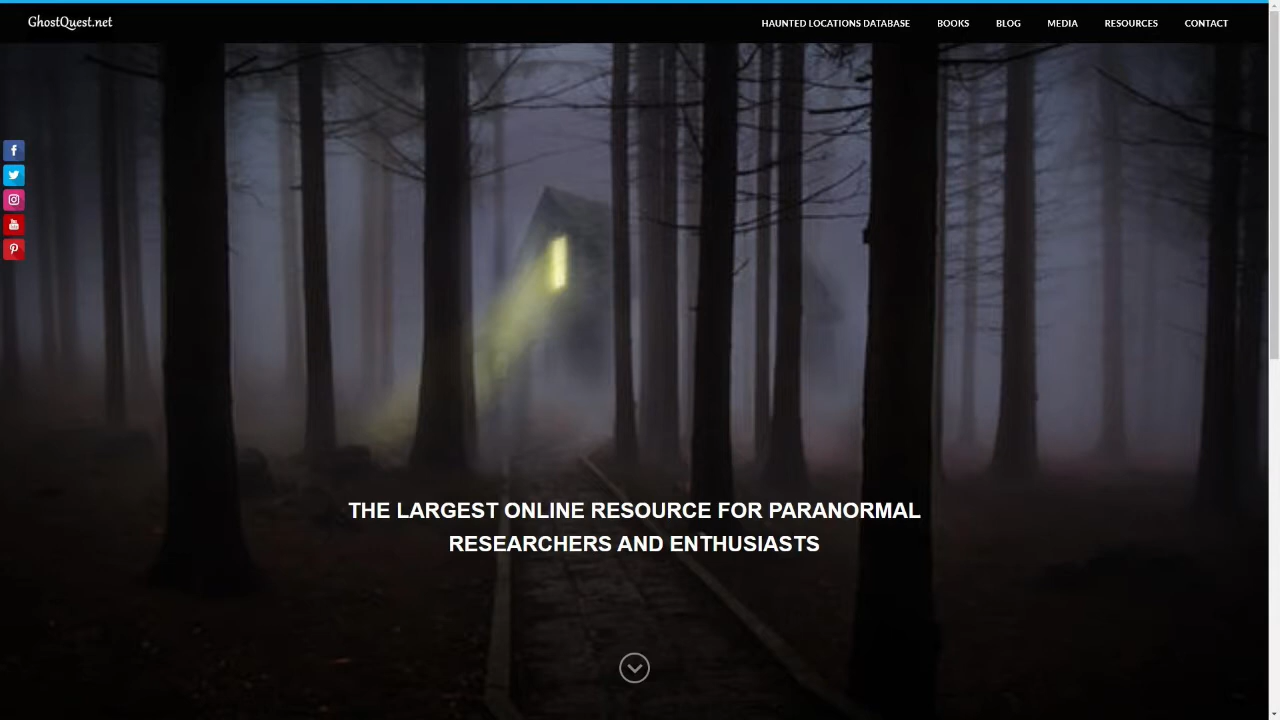 GhostQuest.net
HAUNTED LOCATIONS DATABASE BOOKS BLOG MEDIA RESOURCES CONTACT
THE LARGEST ONLINE RESOURCE FOR PARANORMAL
RESEARCHERS AND ENTHUSIASTS